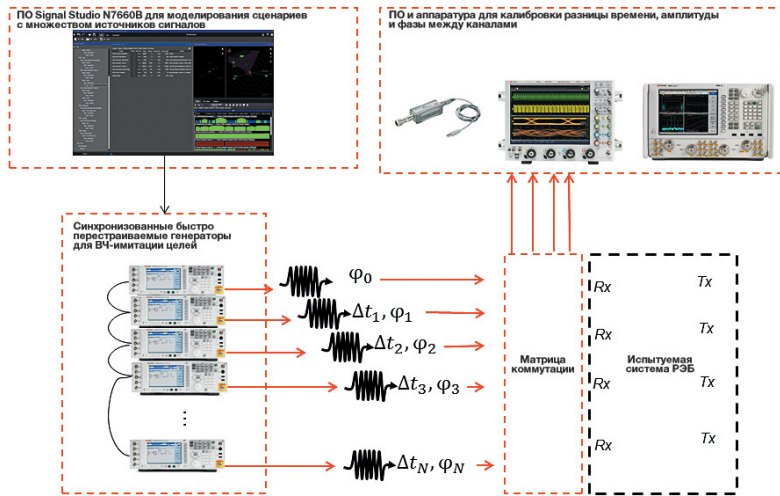 ПО Signal Studio N7660B для моделирования сценариев
с множеством источников сигналов
ПО и аппаратура для калибровки разницы времени, амплитуды
и фазы между каналами
Синхронизованные быстро
перестраиваемые генераторы
для ВЧ-имитации целей
φ0
Δt1, φ1
Δt2, φ2
Δt3, φ3
...
ΔtN, φN
Матрица
коммутации
Испытуемая
система РЭБ
Rx
Tx
Rx
Tx
Rx
Tx
Rx
Tx